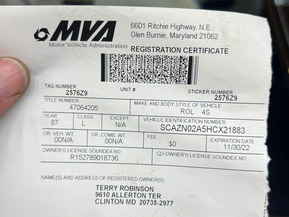 MVA
Motor Vehicle Administration
6601 Ritchie Highway, N.E.
Glen Burnie, Maryland 21062
REGISTRATION CERTIFICATE
TAG NUMBER UNIT # STICKER NUMBER
2576Z9 2576Z9
TITLE NUMBER MAKE AND BODY STYLE OF VEHICLE
47064205 ROL 4S
YEAR CLASS EXCEPT VEHICLE IDENTIFICATION NUMBER
87 L N/A SCAZN02A5HCX21883
GR. VEH. WT GR. COMB. WT FEE EXPIRATION DATE
00N/A 00N/A $0 11/30/22
OWNER'S LICENSE SOUNDEX NO. CO-OWNER'S LICENSE SOUNDEX NO.
R152789018736
NAME(S) AND ADDRESS OF REGISTERED OWNER(S)
TERRY ROBINSON
9610 ALLERTON TER
CLINTON MD 20735-2977